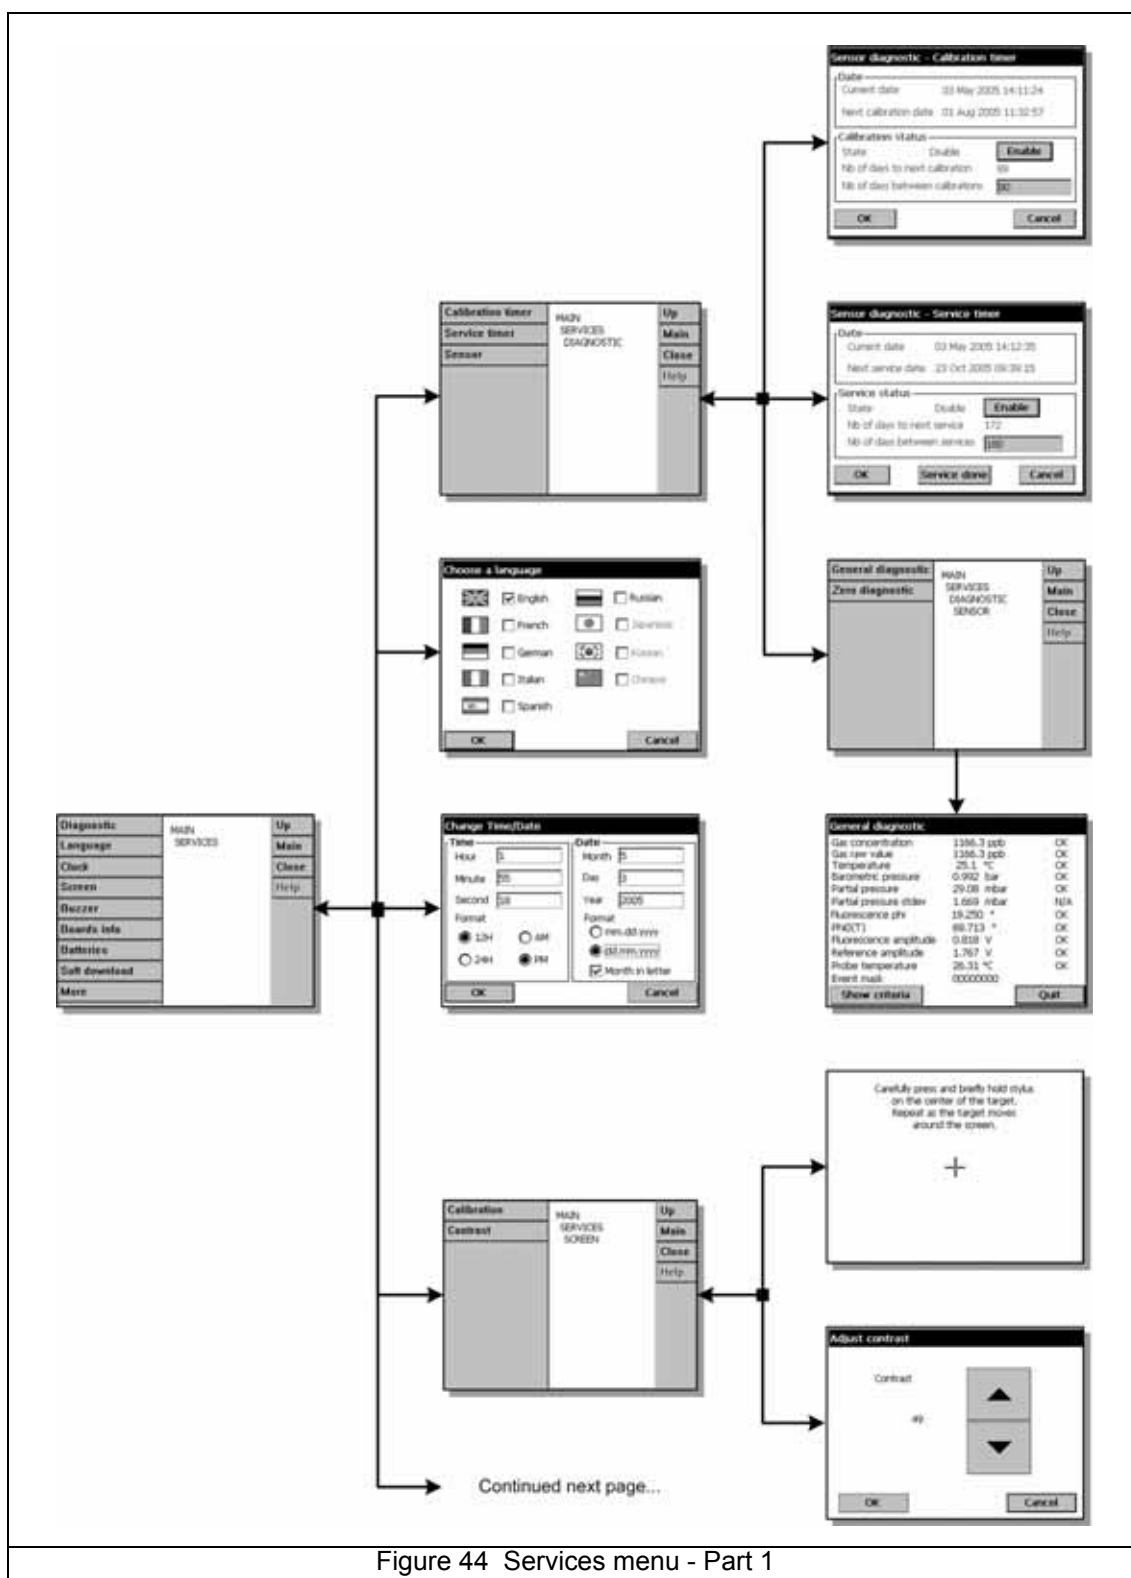 Sensor diagnostic - Calibration timer
Date
Current date 03 May 2005 14:11:24
Next calibration date 01 Aug 2005 11:32:57
Calibration status
State Disable Enable
Nb of days to next calibration
Nb of days between calibrations 90
OK Cancel
Calibration timer
Service timer
Sensor
MAIN
SERVICES
DIAGNOSTIC
Up
Main
Close
Help
Sensor diagnostic - Service timer
Date
Current date 03 May 2005 14:12:35
Next service date 23 Oct 2005 09:39:15
Service status
State Disable Enable
Nb of days to next service 172
Nb of days between services 180
OK Service done Cancel
Choose a language
English Russian
French Japanese
German Korean
Italian Chinese
Spanish
OK Cancel
General diagnostic
Zero diagnostic
MAIN
SERVICES
DIAGNOSTIC
SENSOR
Up
Main
Close
Help
Diagnostic
Language
Clock
Screen
Buzzer
Boards info
Batteries
Soft download
More
MAIN
SERVICES
Up
Main
Close
Help
Change Time/Date
Time Date
Hour 1 Month 5
Minute 55 Day 3
Second 18 Year 2005
Format Format
12H AM mm.dd.yyyy
24H PM dd.mm.yyyy
Month in letter
OK Cancel
General diagnostic
Gas concentration 1166.3 ppb OK
Gas raw value 1166.3 ppb OK
Temperature 25.1 °C OK
Barometric pressure 0.992 bar OK
Partial pressure 29.08 mbar OK
Partial pressure stdev 1.669 mbar N/A
Fluorescence phi 19.250 ° OK
PHI0(T) 69.713 ° OK
Fluorescence amplitude 0.818 V OK
Reference amplitude 1.767 V OK
Probe temperature 26.31 °C OK
Event mask 00000000
Show criteria Quit
Carefully press and briefly hold stylus
on the center of the target.
Repeat as the target moves
around the screen.
Calibration
Contrast
MAIN
SERVICES
SCREEN
Up
Main
Close
Help
Adjust contrast
Contrast
49
OK Cancel
Continued next page...
Figure 44 Services menu - Part 1